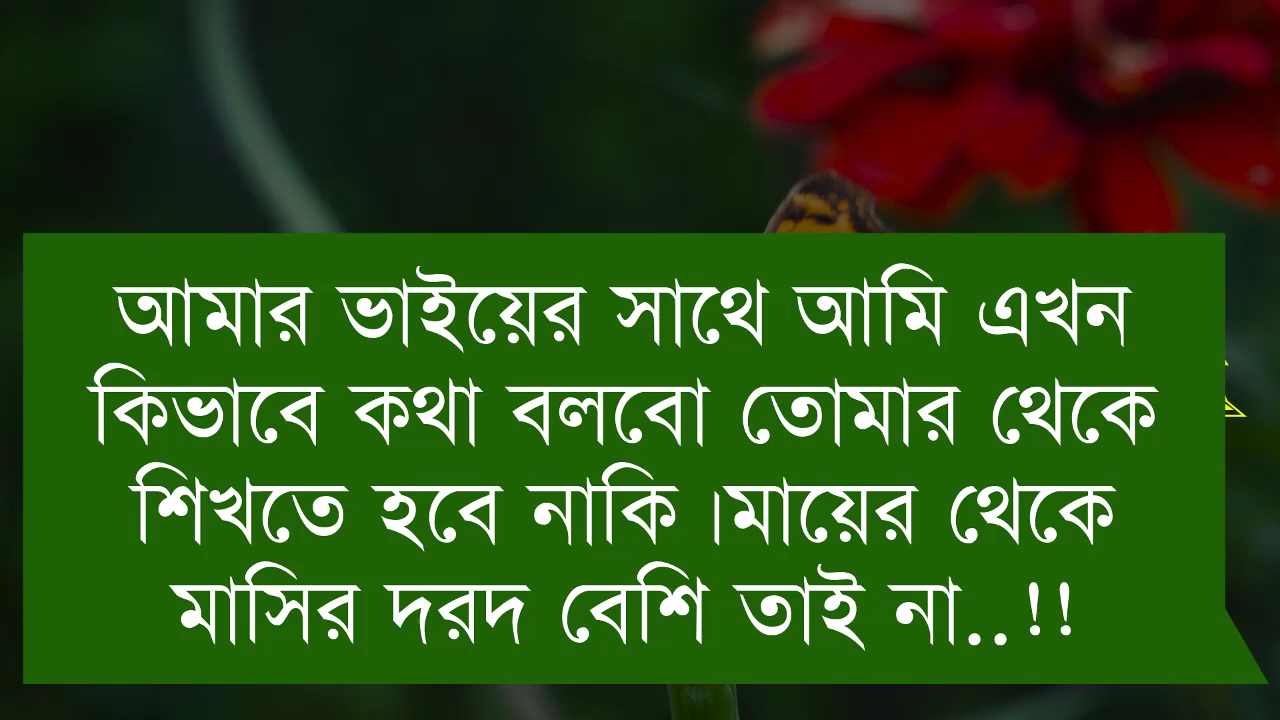 আমার ভাইয়ের সাথে আমি এখন
কিভাবে কথা বলবো তোমার থেকে
শিখতে হবে নাকি ।মায়ের থেকে
মাসির দরদ বেশি তাই না..!!